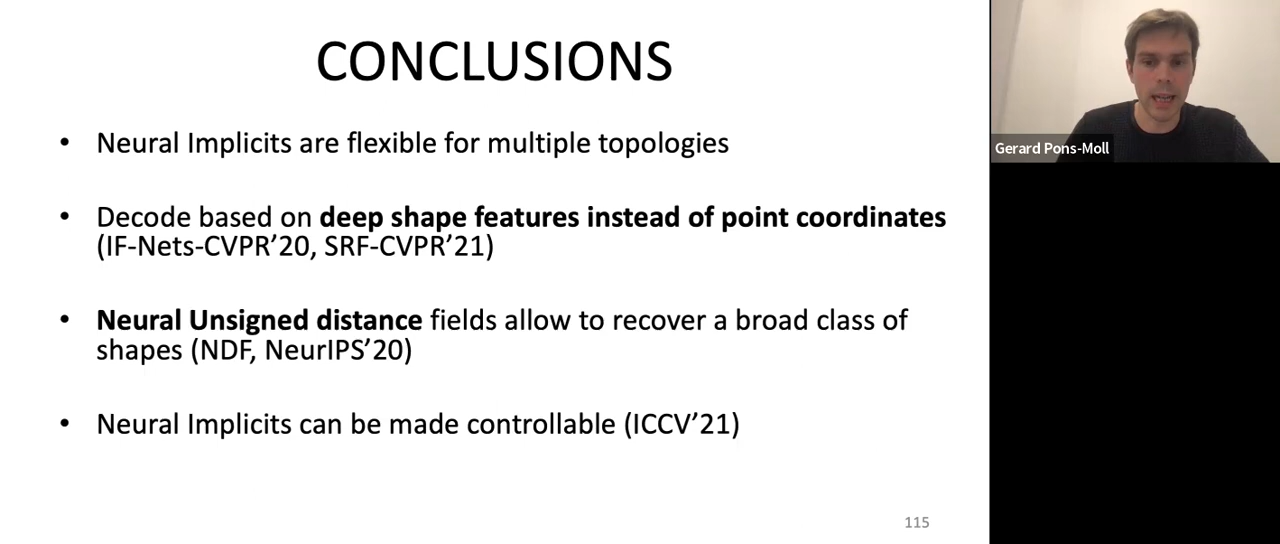 CONCLUSIONS
• Neural Implicits are flexible for multiple topologies
• Decode based on deep shape features instead of point coordinates
(IF-Nets-CVPR’20, SRF-CVPR’21)
• Neural Unsigned distance fields allow to recover a broad class of
shapes (NDF, NeurIPS’20)
• Neural Implicits can be made controllable (ICCV’21)
115
Gerard Pons-Moll